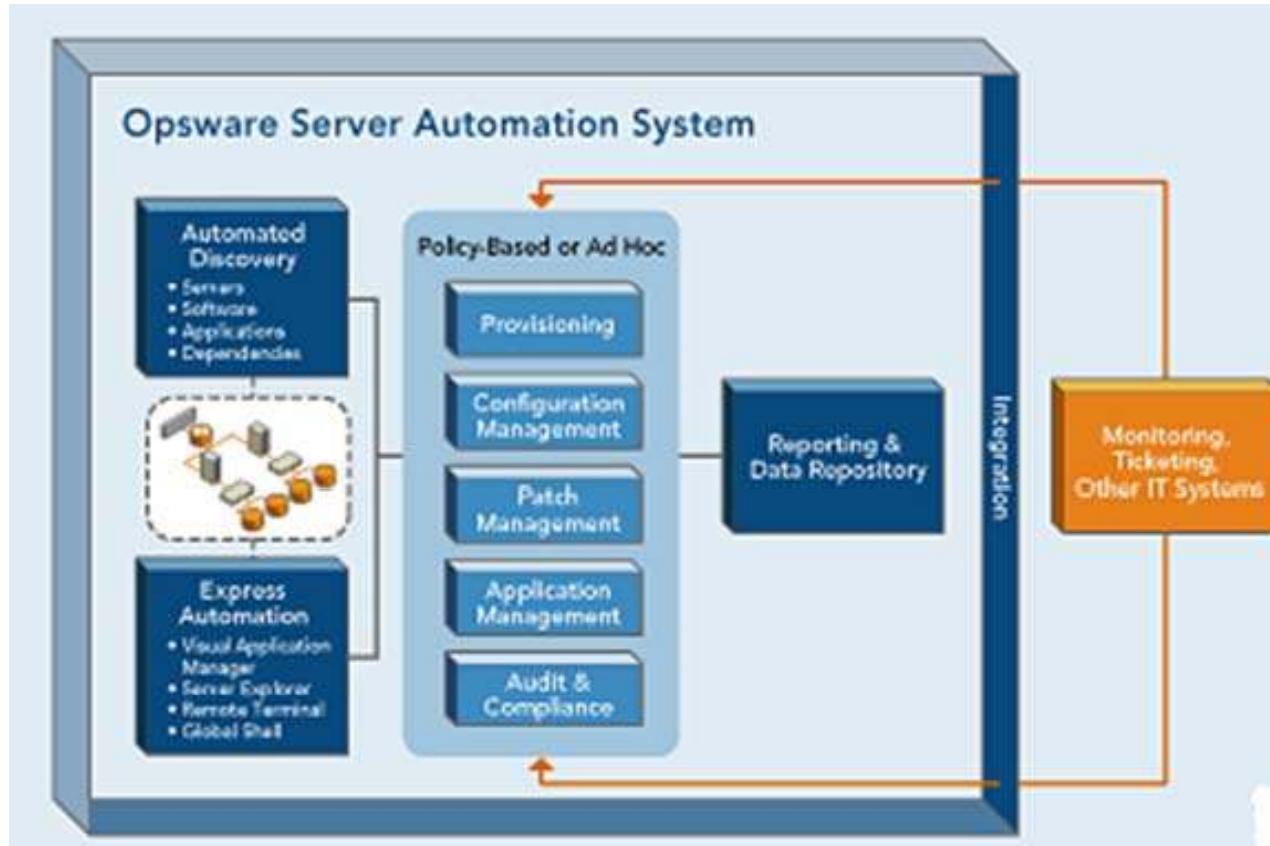 Opsware Server Automation System
Automated
Discovery
• Servers
• Software
• Applications
• Dependencies
Express
Automation
• Visual Application
Manager
• Server Explorer
• Remote Terminal
• Global Shell
Policy-Based or Ad Hoc
Provisioning
Configuration
Management
Patch
Management
Application
Management
Audit &
Compliance
Reporting &
Data Repository
Integration
Monitoring,
Ticketing,
Other IT Systems